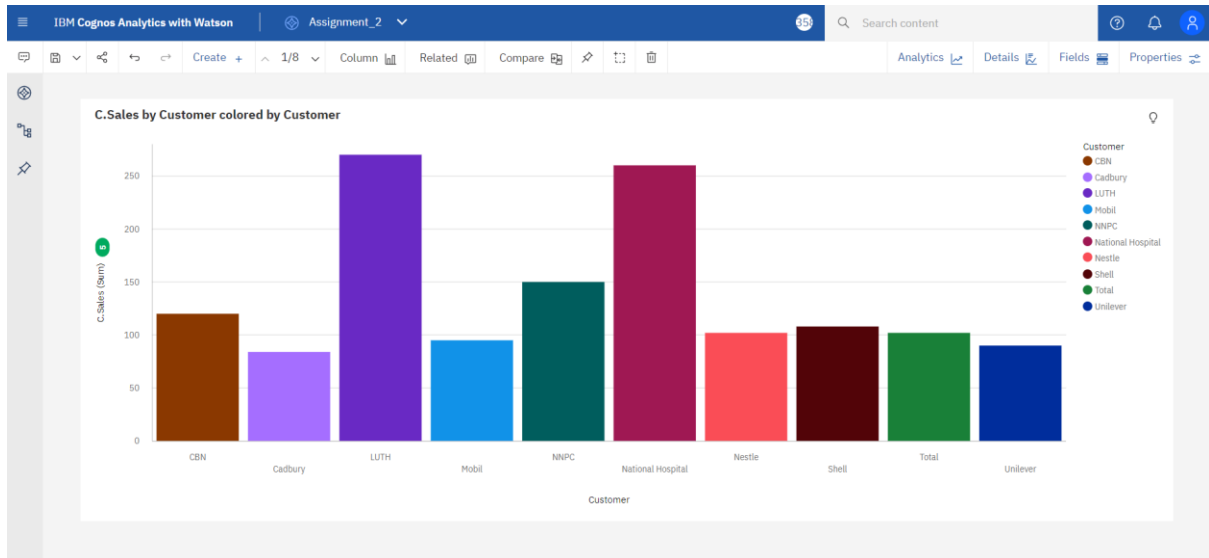 IBM Cognos Analytics with Watson
Assignment_2
Search content
Create +
1/8
Column
Related
Compare
Analytics
Details
Fields
Properties
C.Sales by Customer colored by Customer
250
200
150
100
50
0
C.Sales (Sum)
5
CBN
Cadbury
LUTH
Mobil
NNPC
National Hospital
Nestle
Shell
Total
Unilever
Customer
Customer
CBN
Cadbury
LUTH
Mobil
NNPC
National Hospital
Nestle
Shell
Total
Unilever